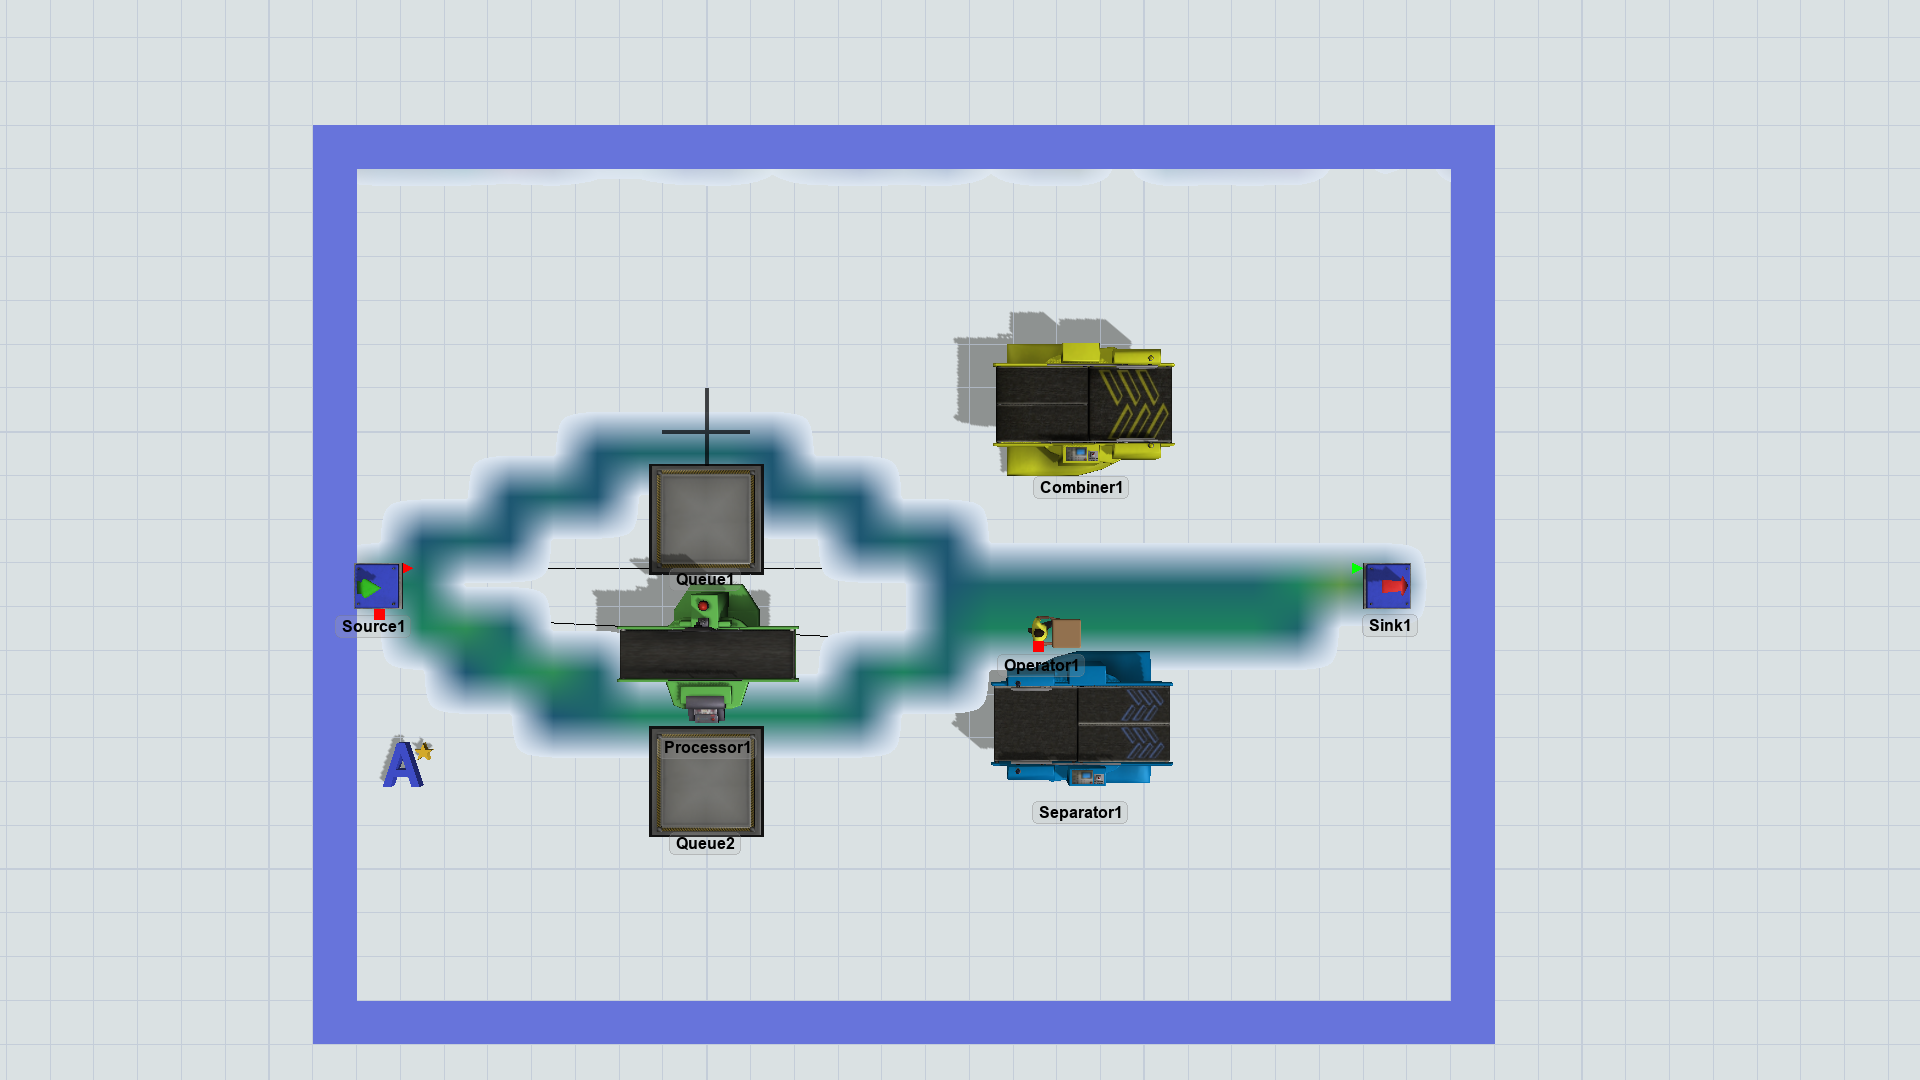 Combiner1
Queue1
Source1
Sink1
Operator1
A
Processor1
Separator1
Queue2